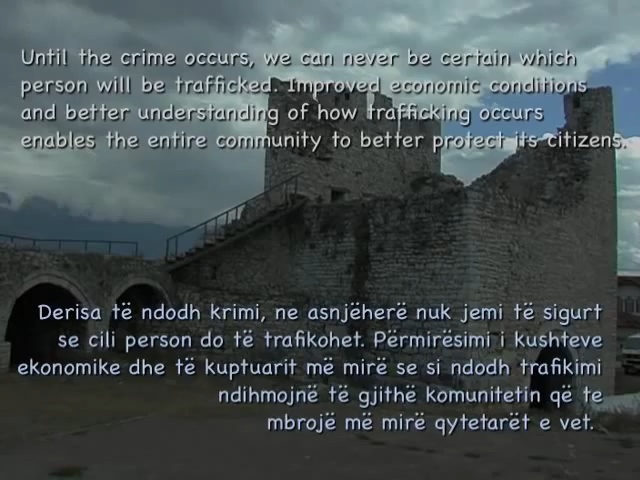 Until the crime occurs, we can never be certain which
person will be trafficked. Improved economic conditions
and better understanding of how trafficking occurs
enables the entire community to better protect its citizens.
Derisa të ndodh krimi, ne asnjëherë nuk jemi të sigurt
se cili person do të trafikohet. Përmirësimi i kushteve
ekonomike dhe të kuptuarit më mirë se si ndodh trafikimi
ndihmojnë të gjithë komunitetin që te
mbrojë më mirë qytetarët e vet.